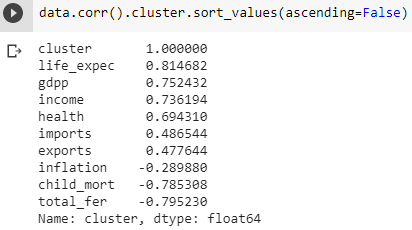 data.corr().cluster.sort_values(ascending=False)
cluster 1.000000
life_expec 0.814682
gdpp 0.752432
income 0.736194
health 0.694310
imports 0.486544
exports 0.477644
inflation -0.289880
child_mort -0.785308
total_fer -0.795230
Name: cluster, dtype: float64